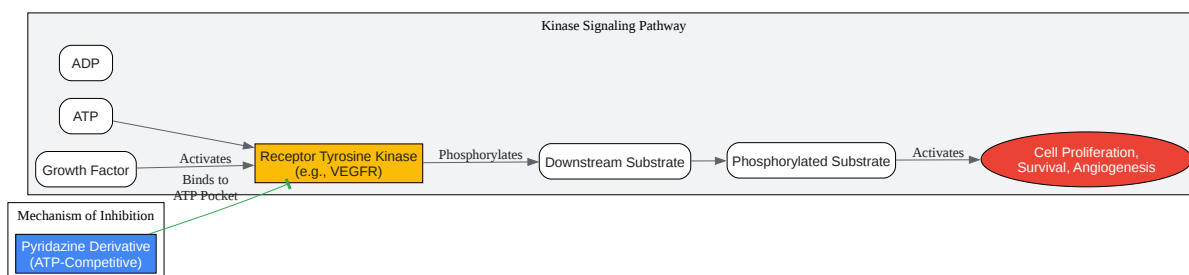 Kinase Signaling Pathway
ADP
ATP
Growth Factor
Activates
Binds to
ATP Pocket
Receptor Tyrosine Kinase
(e.g., VEGFR)
Phosphorylates
Downstream Substrate
Phosphorylated Substrate
Activates
Cell Proliferation,
Survival, Angiogenesis
Mechanism of Inhibition
Pyridazine Derivative
(ATP-Competitive)